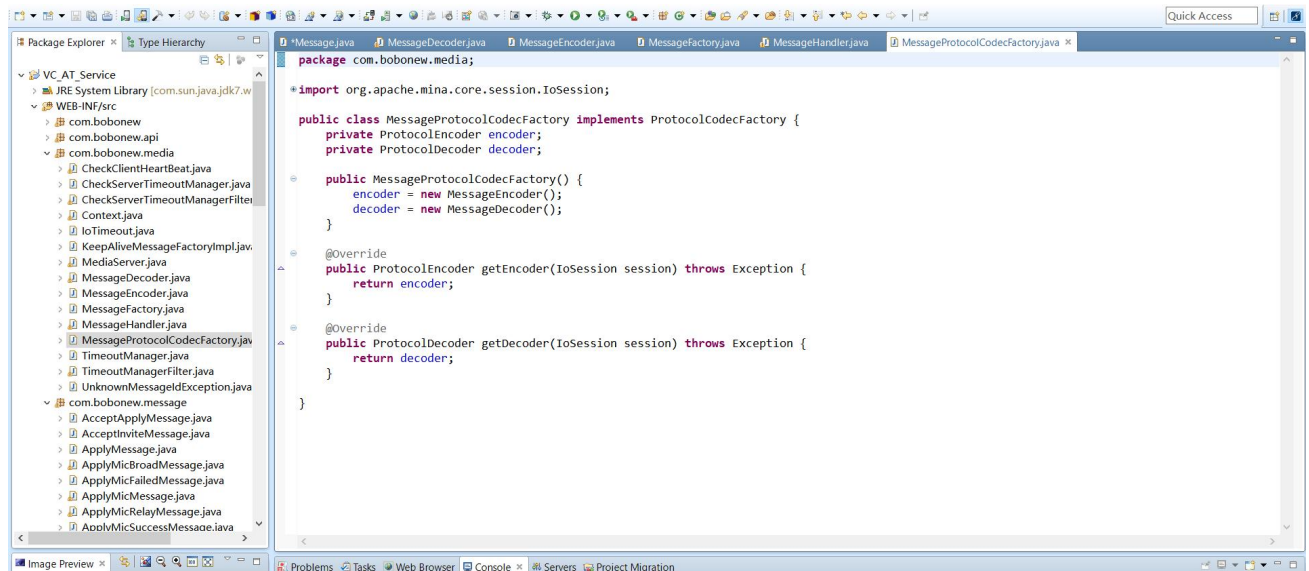 Quick Access
Package Explorer
Type Hierarchy
VC_AT_Service
JRE System Library [com.sun.java.jdk7.w
WEB-INF/src
com.bobonew
com.bobonew.api
com.bobonew.media
CheckClientHeartBeat.java
CheckServerTimeoutManager.java
CheckServerTimeoutManagerFilter
Context.java
IoTimeout.java
KeepAliveMessageFactoryImpl.java
MediaServer.java
MessageDecoder.java
MessageEncoder.java
MessageFactory.java
MessageHandler.java
MessageProtocolCodecFactory.jav
TimeoutManager.java
TimeoutManagerFilter.java
UnknownMessageIdException.java
com.bobonew.message
AcceptApplyMessage.java
AcceptInviteMessage.java
ApplyMessage.java
ApplyMicBroadMessage.java
ApplyMicFailedMessage.java
ApplyMicMessage.java
ApplyMicRelayMessage.java
ApplyMicSuccessMessage.java
Image Preview
*Message.java MessageDecoder.java MessageEncoder.java MessageFactory.java MessageHandler.java MessageProtocolCodecFactory.java
package com.bobonew.media;
import org.apache.mina.core.session.IoSession;
public class MessageProtocolCodecFactory implements ProtocolCodecFactory {
private ProtocolEncoder encoder;
private ProtocolDecoder decoder;
public MessageProtocolCodecFactory() {
encoder = new MessageEncoder();
decoder = new MessageDecoder();
}
@Override
public ProtocolEncoder getEncoder(IoSession session) throws Exception {
return encoder;
}
@Override
public ProtocolDecoder getDecoder(IoSession session) throws Exception {
return decoder;
}
}
Problems Tasks Web Browser Console Servers Project Migration